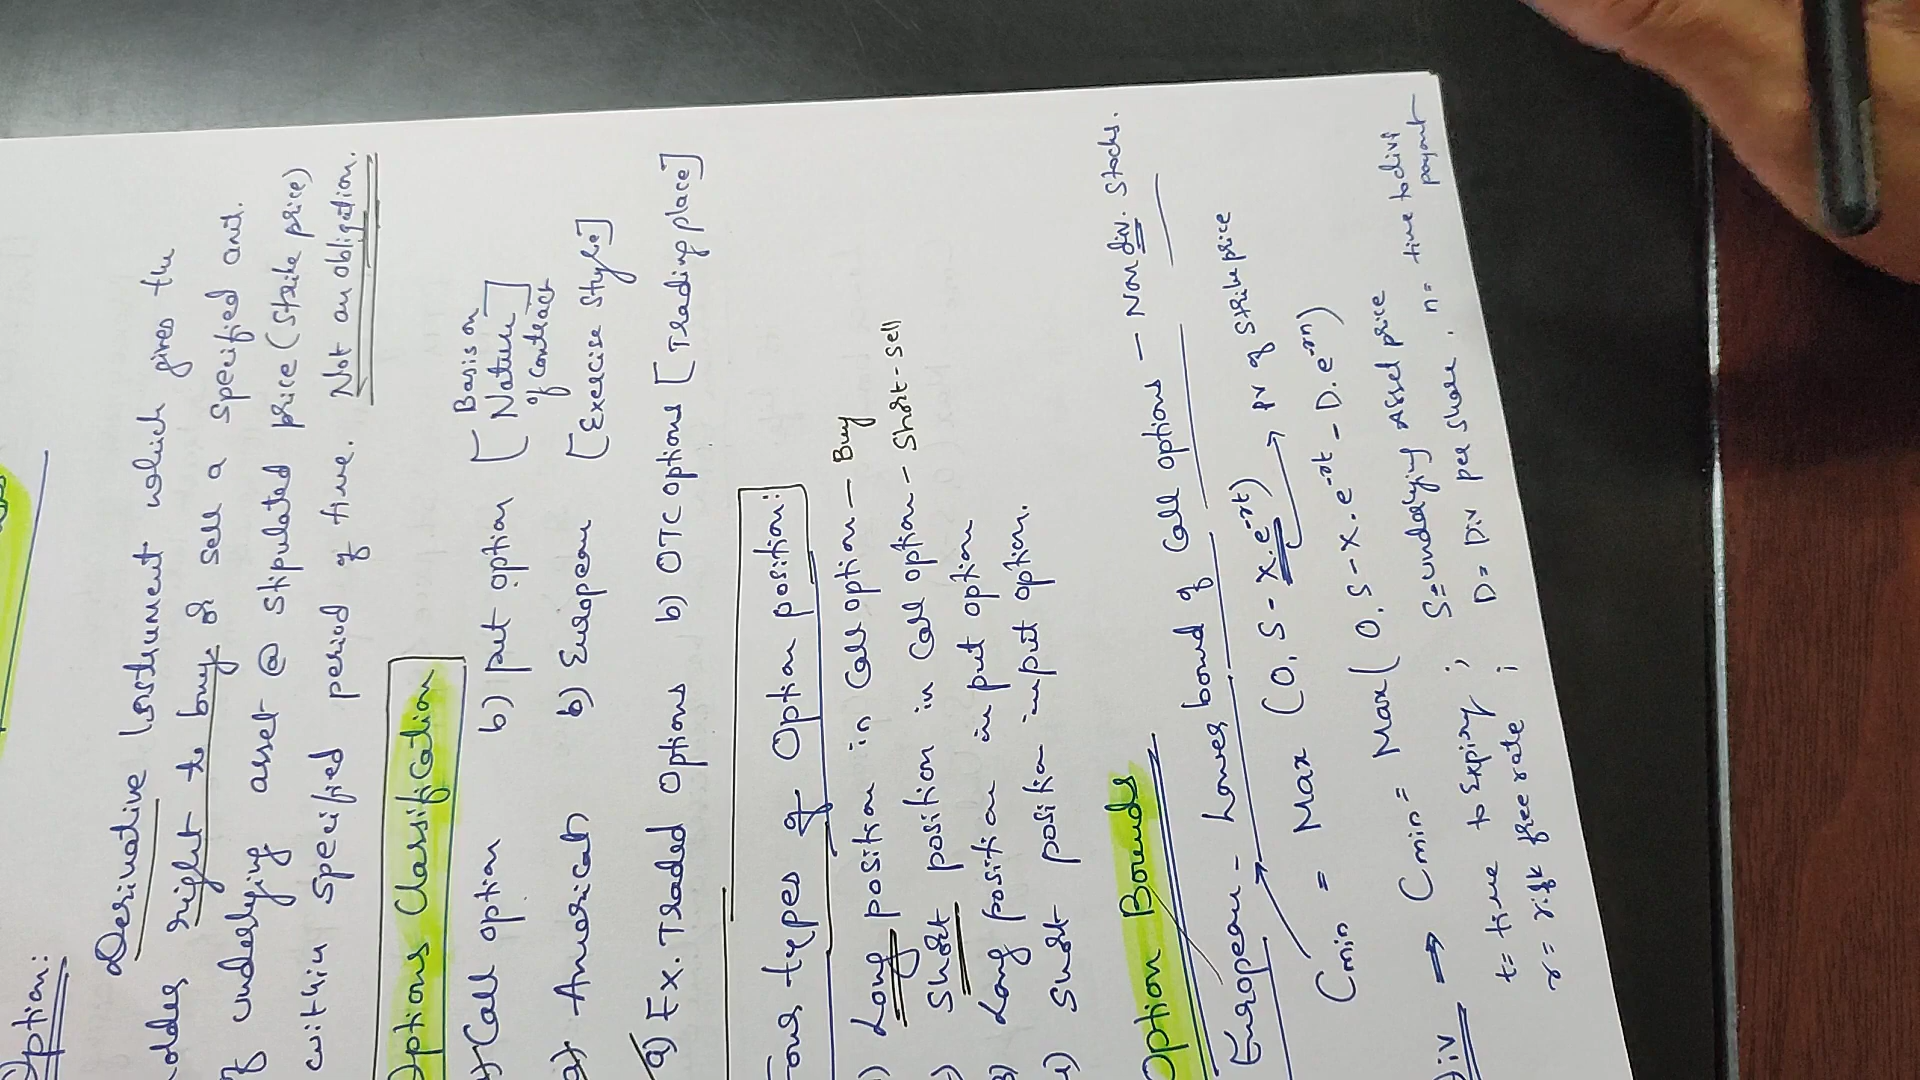 Option:
Derivative Instrument which gives the
right to buy or sell a specified amt.
of underlying asset @ stipulated price (Strike price)
within specified period of time. Not an obligation.
Options Classification
Call option b) put option [Basis on Nature of Contract]
American b) European [Exercise Style]
a) Ex. Traded Options b) OTC options [Trading place]
Four types of Option position:
Long position in Call option - Buy
Short position in Call option - Short-sell
3) Long position in put option
Short position in put option.
Option Bounds
European - Lower bound of Call options - Non div. Stocks.
Cmin = Max (0, S - X.e^-rt) → PV of Strike price
Div → Cmin = Max (0, S - X.e^-rt - D.e^-rn)
t = time to Expiry ; S = underlying Asset price
r = risk free rate ; D = Div per share, n = time to div payout